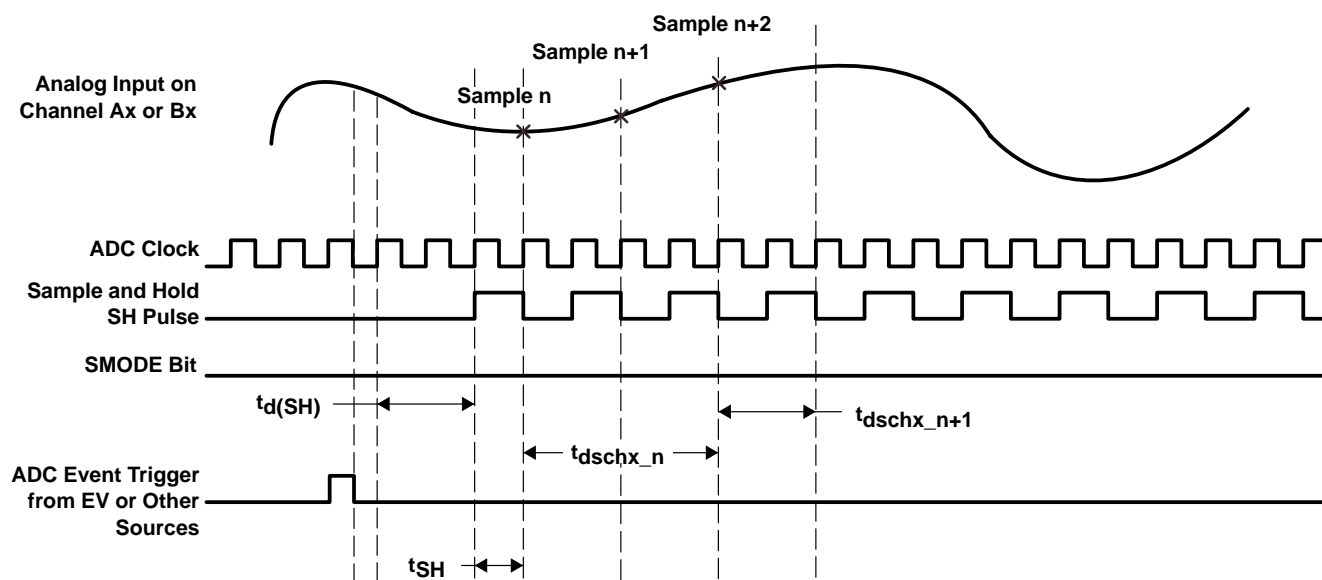 Sample n+2
Sample n+1
Analog Input on
Channel Ax or Bx
Sample n
ADC Clock
Sample and Hold
SH Pulse
SMODE Bit
td(SH)
tdschx_n+1
tdschx_n
ADC Event Trigger
from EV or Other
Sources
tSH